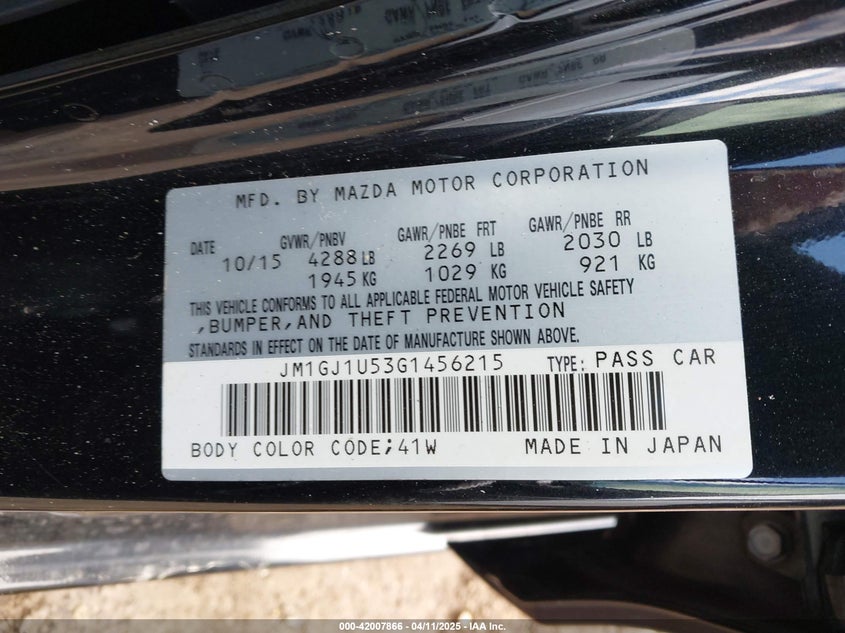 MFD. BY MAZDA MOTOR CORPORATION
DATE GVWR/PNBV GAWR/PNBE FRT GAWR/PNBE RR
10/15 4288 LB 2269 LB 2030 LB
1945 KG 1029 KG 921 KG
THIS VEHICLE CONFORMS TO ALL APPLICABLE FEDERAL MOTOR VEHICLE SAFETY
,BUMPER,AND THEFT PREVENTION
STANDARDS IN EFFECT ON THE DATE OF MANUFACTURE SHOWN ABOVE.
JM1GJ1U53G1456215 TYPE: PASS CAR
BODY COLOR CODE;41W MADE IN JAPAN
000-42007866 - 04/11/2025 - IAA Inc.